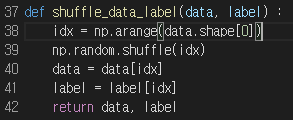 37 def shuffle_data_label(data, label) :
38     idx = np.arange(data.shape[0])
39     np.random.shuffle(idx)
40     data = data[idx]
41     label = label[idx]
42     return data, label